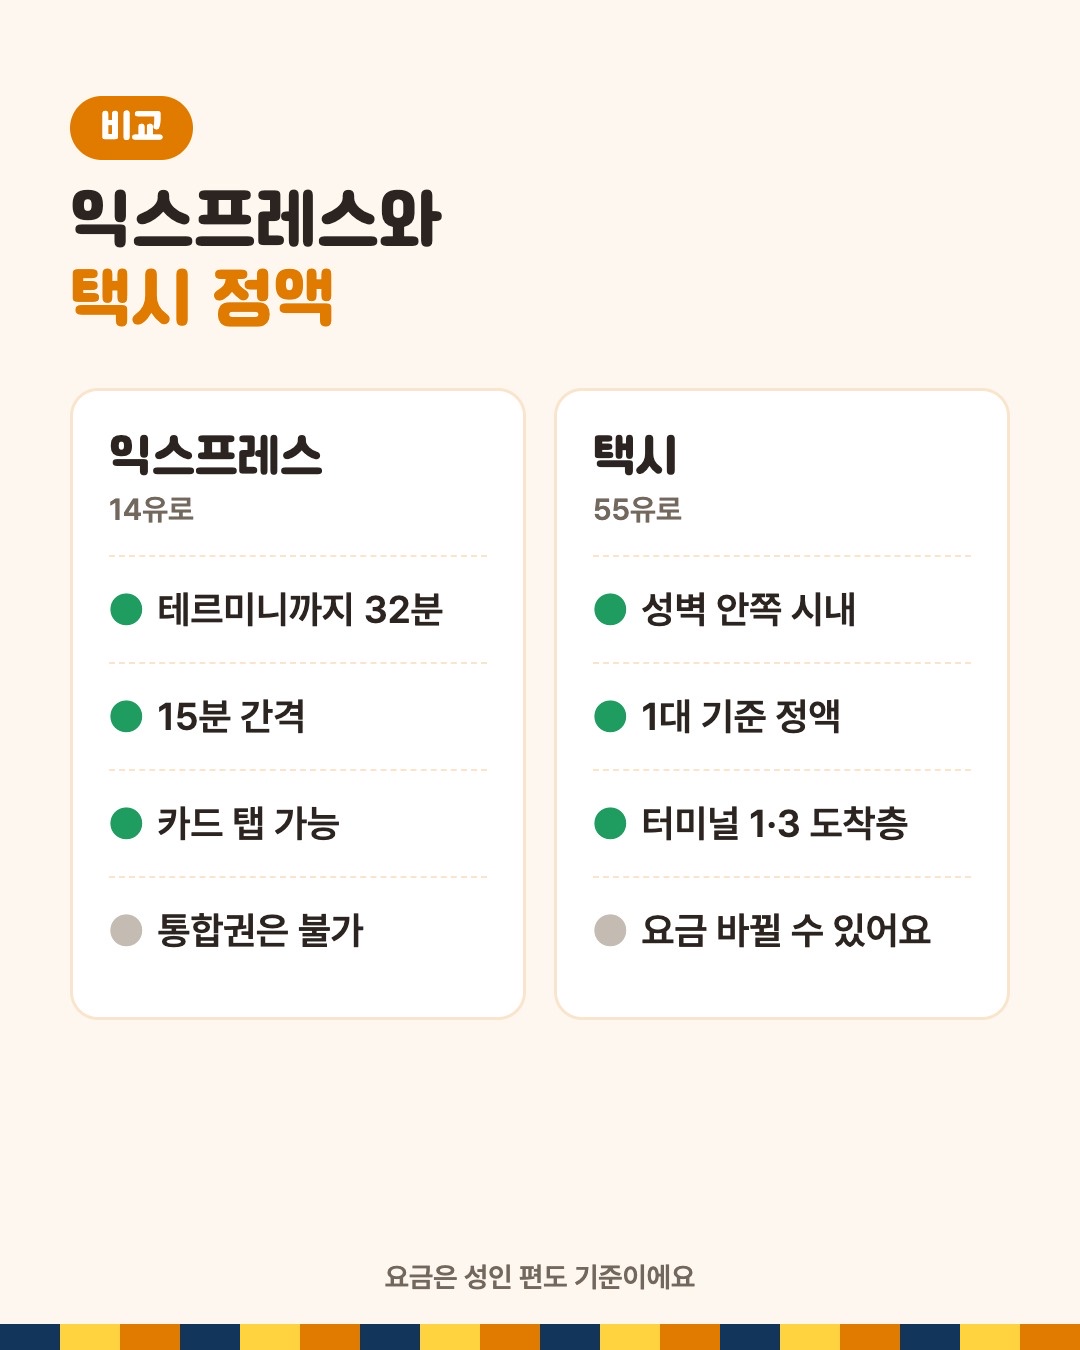 비교
익스프레스와
택시 정액
익스프레스
14유로
테르미니까지 32분
15분 간격
카드 탭 가능
통합권은 불가
택시
55유로
성벽 안쪽 시내
1대 기준 정액
터미널 1·3 도착층
요금 바뀔 수 있어요
요금은 성인 편도 기준이에요